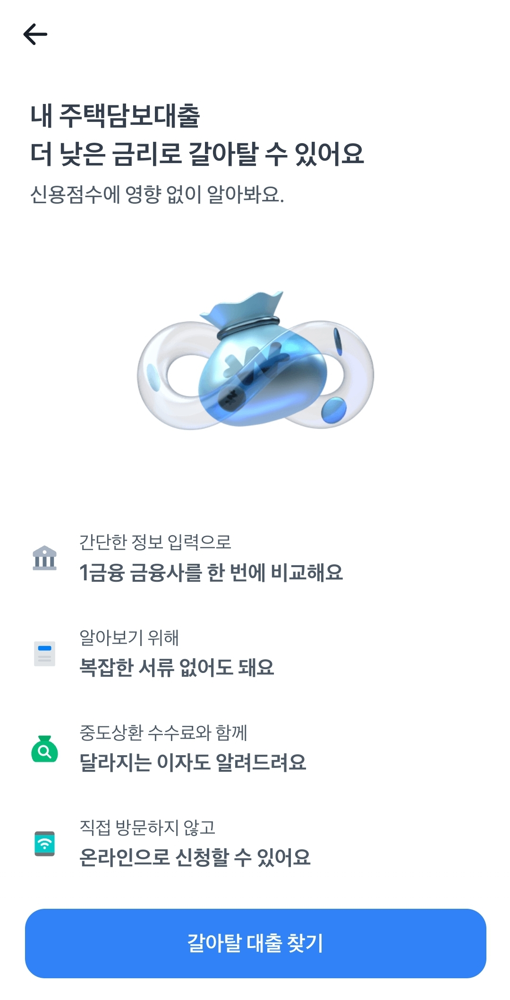 내 주택담보대출
더 낮은 금리로 갈아탈 수 있어요
신용점수에 영향 없이 알아봐요.
간단한 정보 입력으로
1금융 금융사를 한 번에 비교해요
알아보기 위해
복잡한 서류 없어도 돼요
중도상환 수수료와 함께
달라지는 이자도 알려드려요
직접 방문하지 않고
온라인으로 신청할 수 있어요
갈아탈 대출 찾기